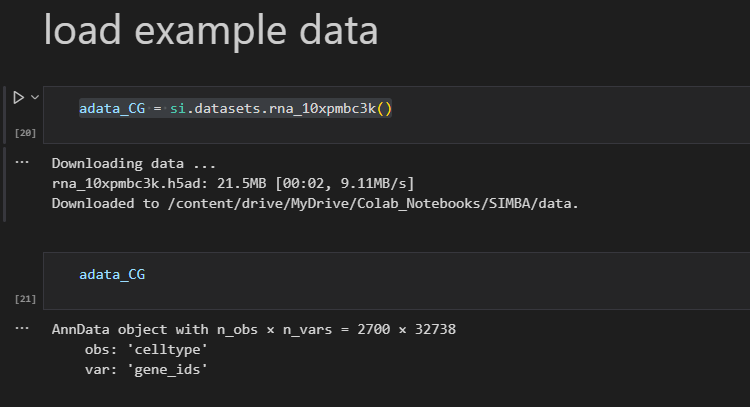 load example data
adata_CG = si.datasets.rna_10xpmbc3k()
[20]
Downloading data ...
rna_10xpmbc3k.h5ad: 21.5MB [00:02, 9.11MB/s]
Downloaded to /content/drive/MyDrive/Colab_Notebooks/SIMBA/data.
adata_CG
[21]
AnnData object with n_obs × n_vars = 2700 × 32738
    obs: 'celltype'
    var: 'gene_ids'